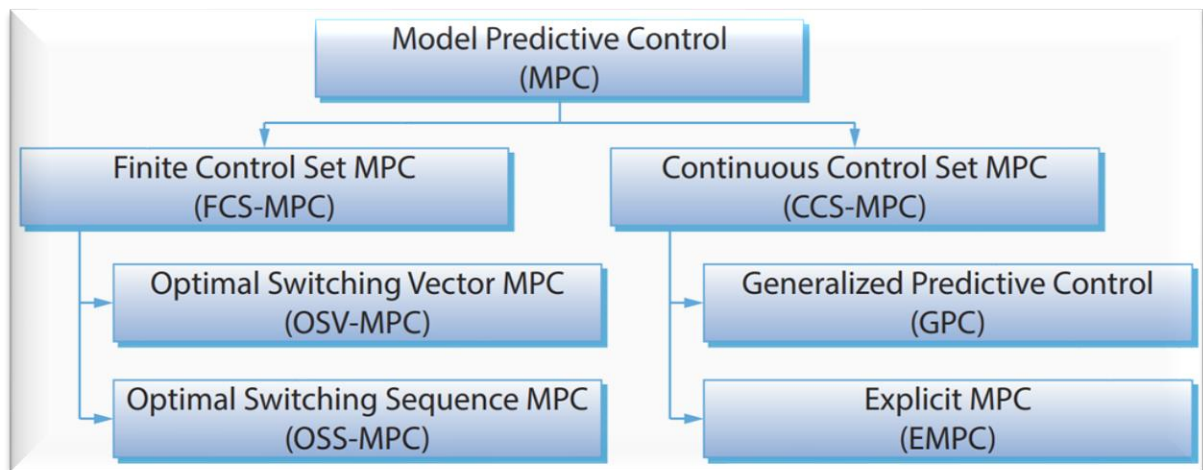 Model Predictive Control
(MPC)
Finite Control Set MPC
(FCS-MPC)
Continuous Control Set MPC
(CCS-MPC)
Optimal Switching Vector MPC
(OSV-MPC)
Generalized Predictive Control
(GPC)
Optimal Switching Sequence MPC
(OSS-MPC)
Explicit MPC
(EMPC)